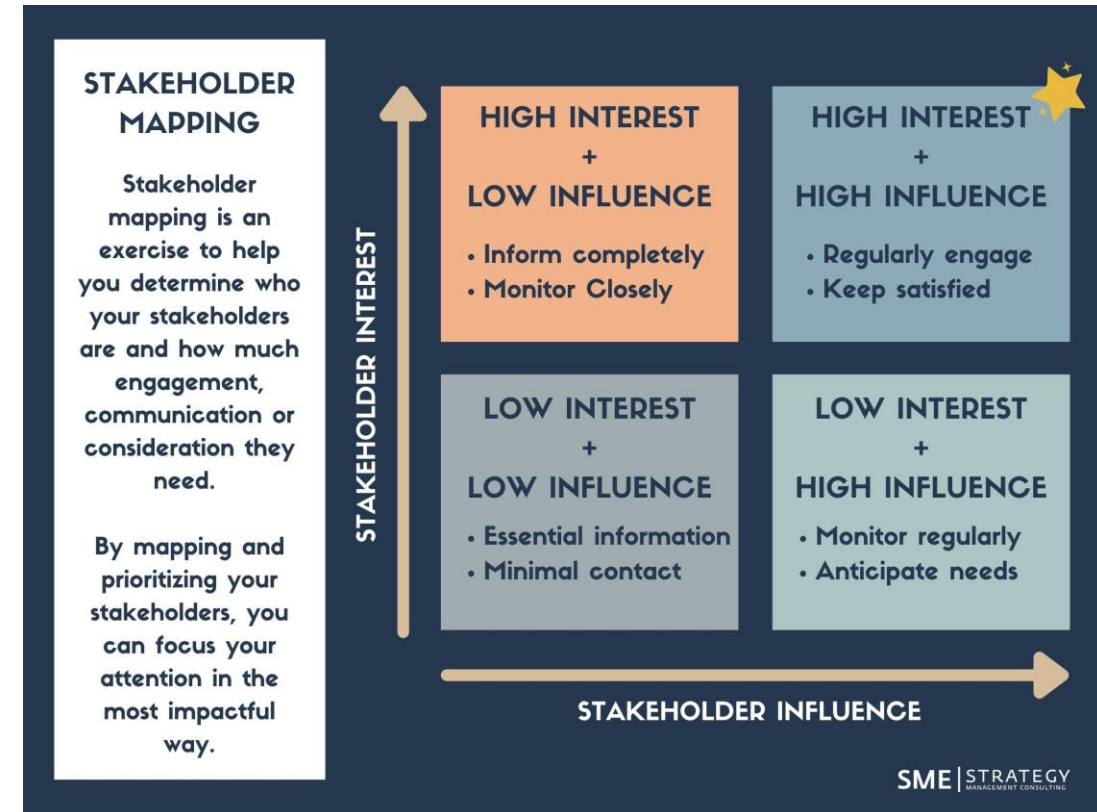 STAKEHOLDER
MAPPING
Stakeholder
mapping is an
exercise to help
you determine who
your stakeholders
are and how much
engagement,
communication or
consideration they
need.
By mapping and
prioritizing your
stakeholders, you
can focus your
attention in the
most impactful
way.
STAKEHOLDER INTEREST
HIGH INTEREST
+
LOW INFLUENCE
• Inform completely
• Monitor Closely
HIGH INTEREST
+
HIGH INFLUENCE
• Regularly engage
• Keep satisfied
LOW INTEREST
+
LOW INFLUENCE
• Essential information
• Minimal contact
LOW INTEREST
+
HIGH INFLUENCE
• Monitor regularly
• Anticipate needs
STAKEHOLDER INFLUENCE
SME | STRATEGY
MANAGEMENT CONSULTING